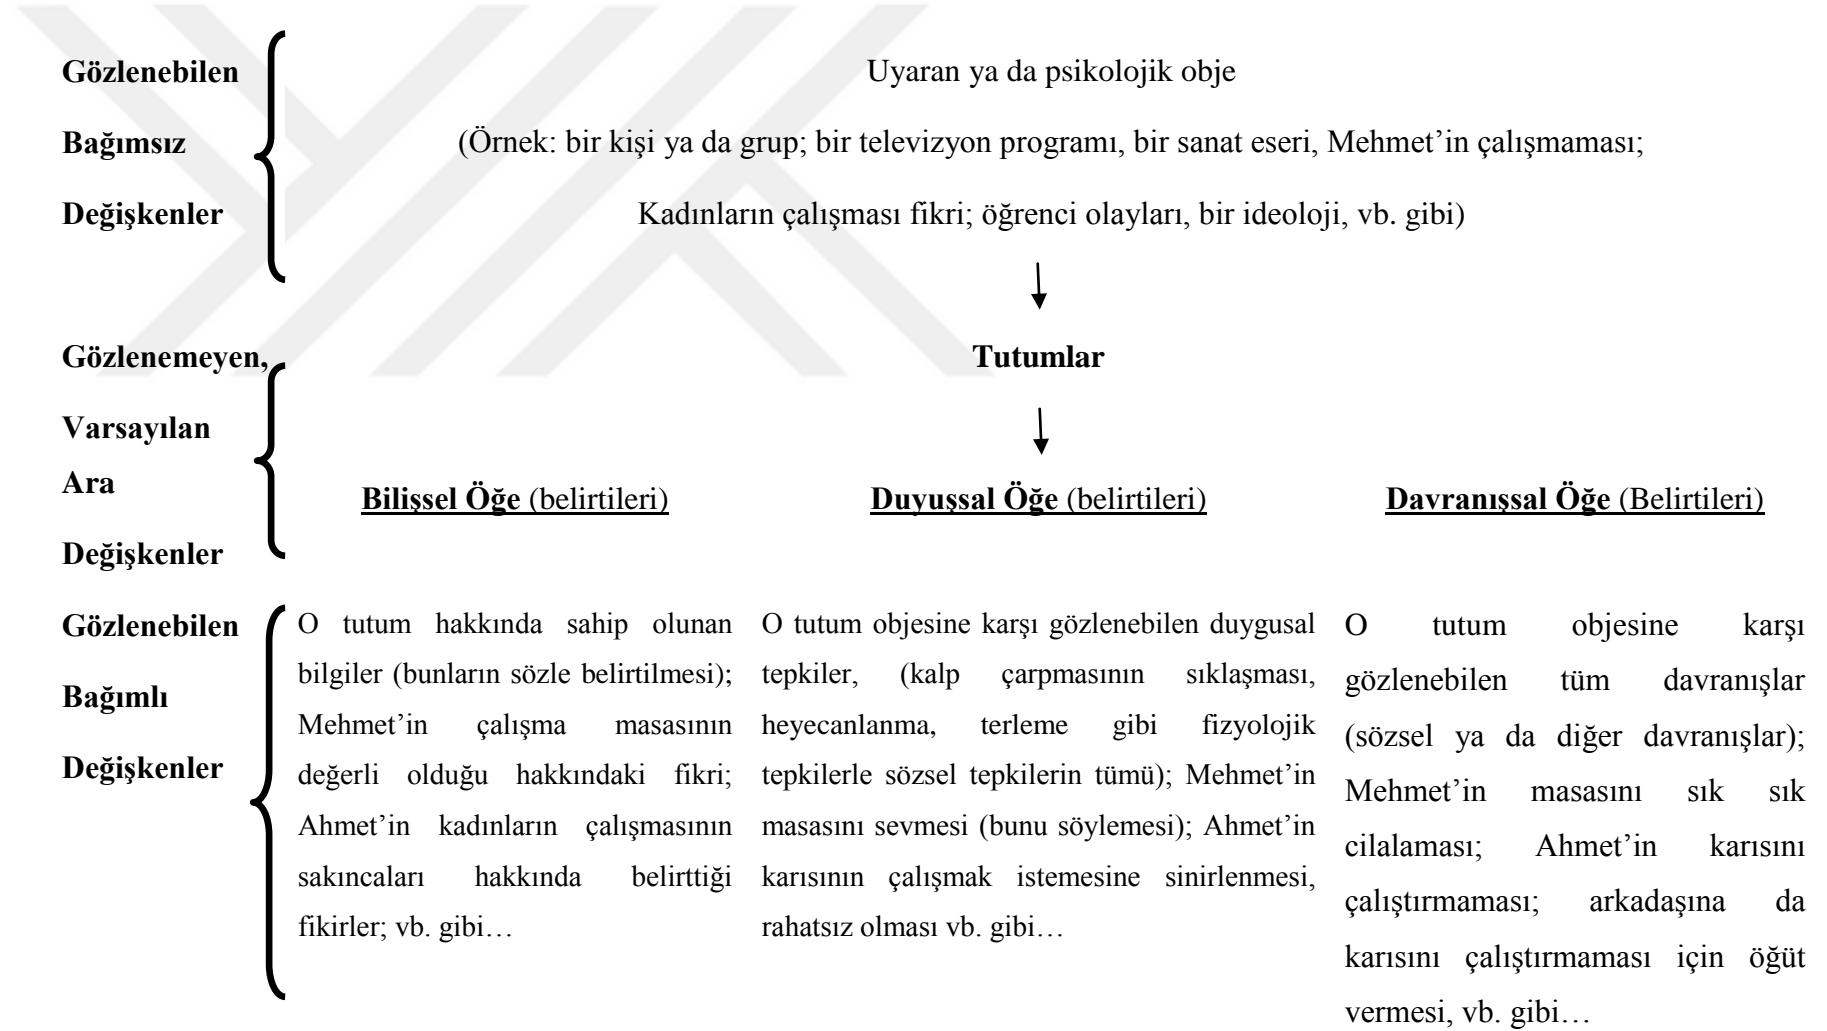 Gözlenebilen
Bağımsız
Değişkenler
Uyaran ya da psikolojik obje
(Örnek: bir kişi ya da grup; bir televizyon programı, bir sanat eseri, Mehmet’in çalışmaması;
Kadınların çalışması fikri; öğrenci olayları, bir ideoloji, vb. gibi)
Gözlenemeyen,
Varsayılan
Ara
Değişkenler
Tutumlar
Bilişsel Öğe (belirtileri)
Duyuşsal Öğe (belirtileri)
Davranışsal Öğe (Belirtileri)
Gözlenebilen
Bağımlı
Değişkenler
O tutum hakkında sahip olunan
bilgiler (bunların sözle belirtilmesi);
Mehmet’in çalışma masasının
değerli olduğu hakkındaki fikri;
Ahmet’in kadınların çalışmasının
sakıncaları hakkında belirttiği
fikirler; vb. gibi…
O tutum objesine karşı gözlenebilen duygusal
tepkiler, (kalp çarpmasının sıklaşması,
heyecanlanma, terleme gibi fizyolojik
tepkilerle sözsel tepkilerin tümü); Mehmet’in
masasını sevmesi (bunu söylemesi); Ahmet’in
karısının çalışmak istemesine sinirlenmesi,
rahatsız olması vb. gibi…
O tutum objesine karşı
gözlenebilen tüm davranışlar
(sözsel ya da diğer davranışlar);
Mehmet’in masasını sık sık
cilalaması; Ahmet’in karısını
çalıştırmaması; arkadaşına da
karısını çalıştırmaması için öğüt
vermesi, vb. gibi…